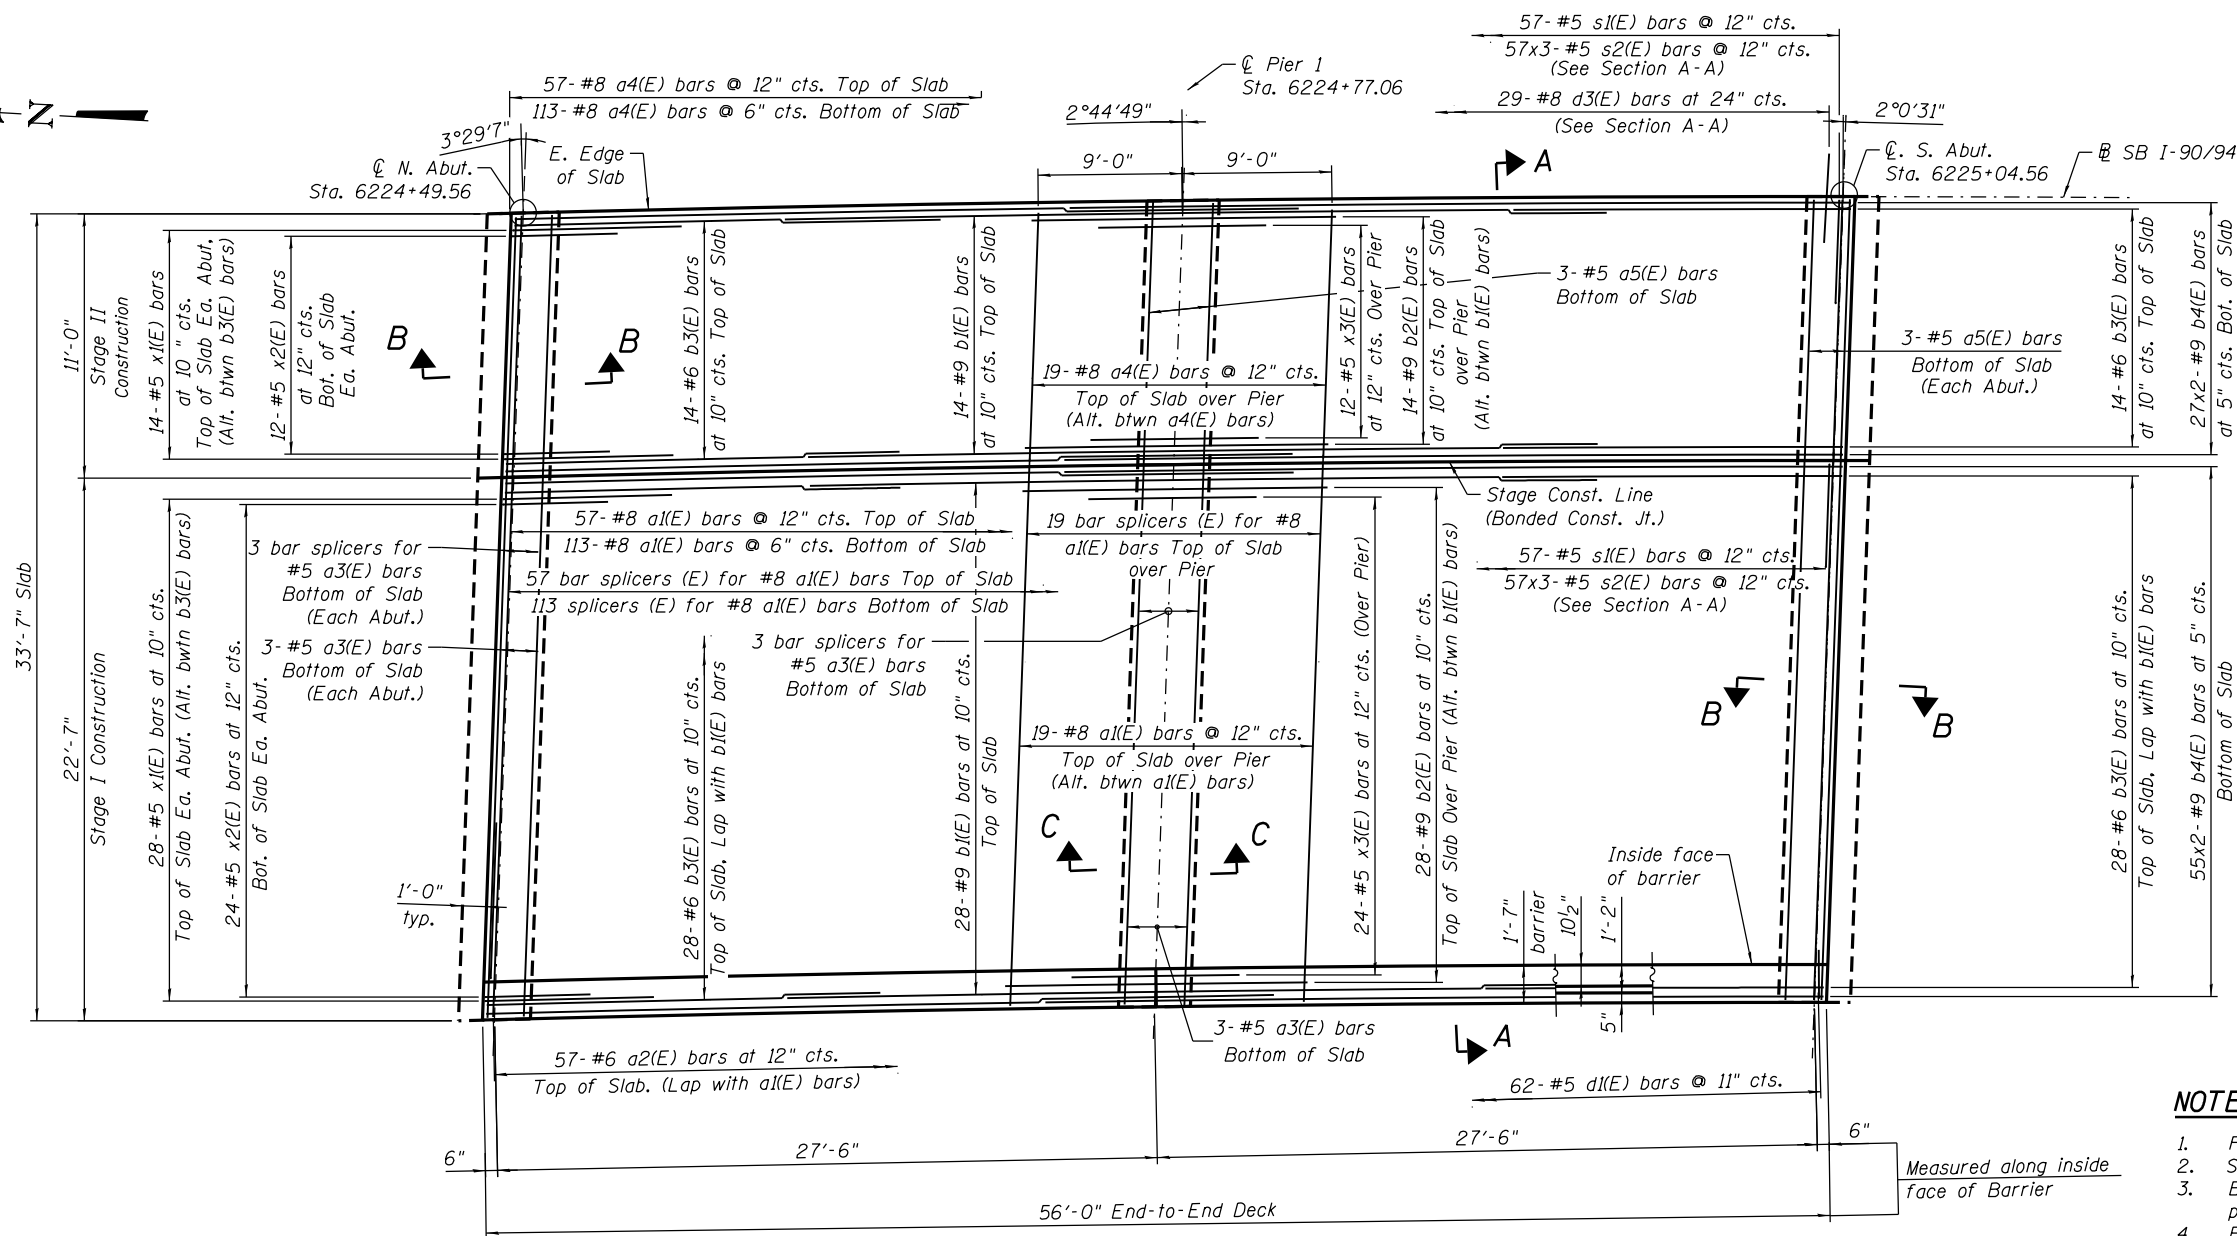 57-#5 s1(E) bars @ 12" cts.
57x3-#5 s2(E) bars @ 12" cts.
(See Section A-A)
29-#8 d3(E) bars at 24" cts.
(See Section A-A)
℄ Pier 1
Sta. 6224+77.06
57-#8 a4(E) bars @ 12" cts. Top of Slab
113-#8 a4(E) bars @ 6" cts. Bottom of Slab
N
3°29'7"
2°44'49"
2°0'31"
℄ N. Abut.
Sta. 6224+49.56
E. Edge
of Slab
9'-0"
9'-0"
A
℄. S. Abut.
Sta. 6225+04.56
SB I-90/94
33'-7" Slab
11'-0"
Stage II
Construction
14-#5 x1(E) bars
at 10 " cts.
Top of Slab Ea. Abut.
(Alt. btwn b3(E) bars)
12-#5 x2(E) bars
at 12" cts.
Bot. of Slab
Ea. Abut.
B
B
14-#6 b3(E) bars
at 10" cts. Top of Slab
14-#9 b1(E) bars
at 10" cts. Top of Slab
19-#8 a4(E) bars @ 12" cts.
Top of Slab over Pier
(Alt. btwn a4(E) bars)
12-#5 x3(E) bars
at 12" cts. Over Pier
14-#9 b2(E) bars
at 10" cts. Top of Slab
over Pier
(Alt. btwn b1(E) bars)
3-#5 a5(E) bars
Bottom of Slab
3-#5 a5(E) bars
Bottom of Slab
(Each Abut.)
14-#6 b3(E) bars
at 10" cts. Top of Slab
27x2-#9 b4(E) bars
at 5" cts. Bot. of Slab
Stage Const. Line
(Bonded Const. Jt.)
22'-7"
Stage I Construction
28-#5 x1(E) bars at 10" cts.
Top of Slab Ea. Abut. (Alt. bwtn b3(E) bars)
24-#5 x2(E) bars at 12" cts.
Bot. of Slab Ea. Abut.
3 bar splicers for
#5 a3(E) bars
Bottom of Slab
(Each Abut.)
3-#5 a3(E) bars
Bottom of Slab
(Each Abut.)
57-#8 a1(E) bars @ 12" cts. Top of Slab
113-#8 a1(E) bars @ 6" cts. Bottom of Slab
57 bar splicers (E) for #8 a1(E) bars Top of Slab
113 splicers (E) for #8 a1(E) bars Bottom of Slab
19 bar splicers (E) for #8
a1(E) bars Top of Slab
over Pier
57-#5 s1(E) bars @ 12" cts.
57x3-#5 s2(E) bars @ 12" cts.
(See Section A-A)
3 bar splicers for
#5 a3(E) bars
Bottom of Slab
28-#6 b3(E) bars at 10" cts.
Top of Slab, Lap with b1(E) bars
28-#9 b1(E) bars at 10" cts.
Top of Slab
19-#8 a1(E) bars @ 12" cts.
Top of Slab over Pier
(Alt. btwn a1(E) bars)
24-#5 x3(E) bars at 12" cts. (Over Pier)
28-#9 b2(E) bars at 10" cts.
Top of Slab Over Pier (Alt. btwn b1(E) bars)
B
B
28-#6 b3(E) bars at 10" cts.
Top of Slab, Lap with b1(E) bars
55x2-#9 b4(E) bars at 5" cts.
Bottom of Slab
C
C
1'-0"
typ.
Inside face
of barrier
1'-7"
barrier
10½"
1'-2"
5"
3-#5 a3(E) bars
Bottom of Slab
A
57-#6 a2(E) bars at 12" cts.
Top of Slab. (Lap with a1(E) bars)
62-#5 d1(E) bars @ 11" cts.
6"
27'-6"
27'-6"
6"
Measured along inside
face of Barrier
56'-0" End-to-End Deck
NOTE
1.
2.
3.
4.